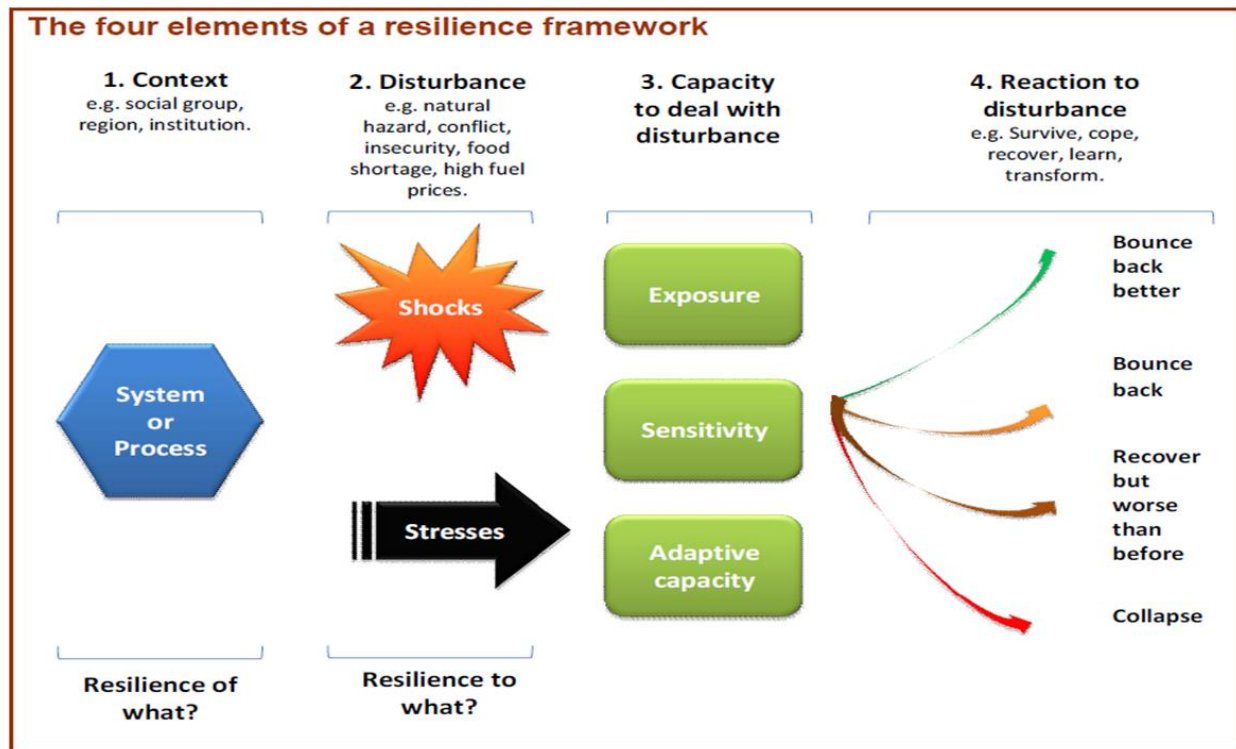 The four elements of a resilience framework
1. Context
e.g. social group,
region, institution.
2. Disturbance
e.g. natural
hazard, conflict,
insecurity, food
shortage, high fuel
prices.
3. Capacity
to deal with
disturbance
4. Reaction to
disturbance
e.g. Survive, cope,
recover, learn,
transform.
System
or
Process
Shocks
Stresses
Exposure
Sensitivity
Adaptive
capacity
Bounce
back
better
Bounce
back
Recover
but
worse
than
before
Collapse
Resilience of
what?
Resilience to
what?